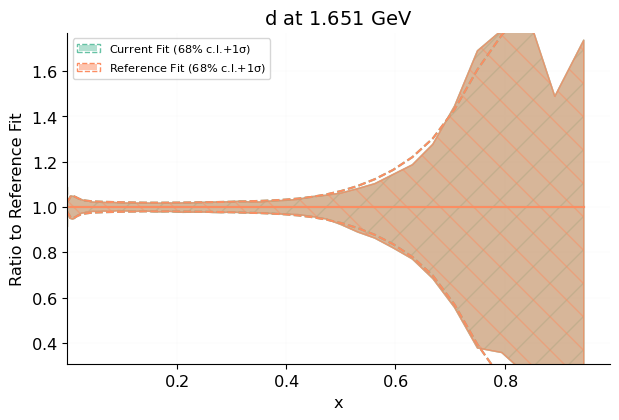 d at 1.651 GeV
Current Fit (68% c.l.+1σ)
Reference Fit (68% c.l.+1σ)
Ratio to Reference Fit
1.6
1.4
1.2
1.0
0.8
0.6
0.4
0.2
0.4
0.6
0.8
x